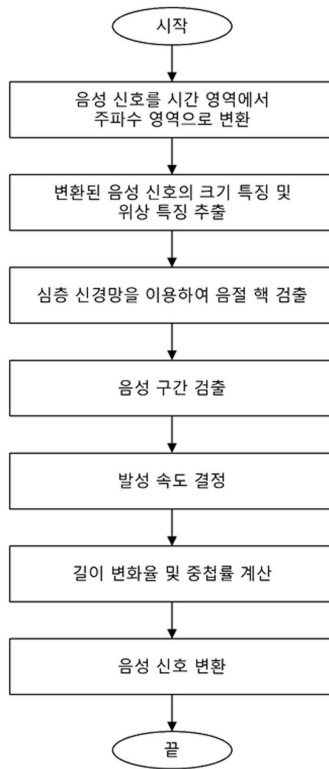 시작
음성 신호를 시간 영역에서
주파수 영역으로 변환
변환된 음성 신호의 크기 특징 및
위상 특징 추출
심층 신경망을 이용하여 음절 핵 검출
음성 구간 검출
발성 속도 결정
길이 변화율 및 중첩률 계산
음성 신호 변환
끝